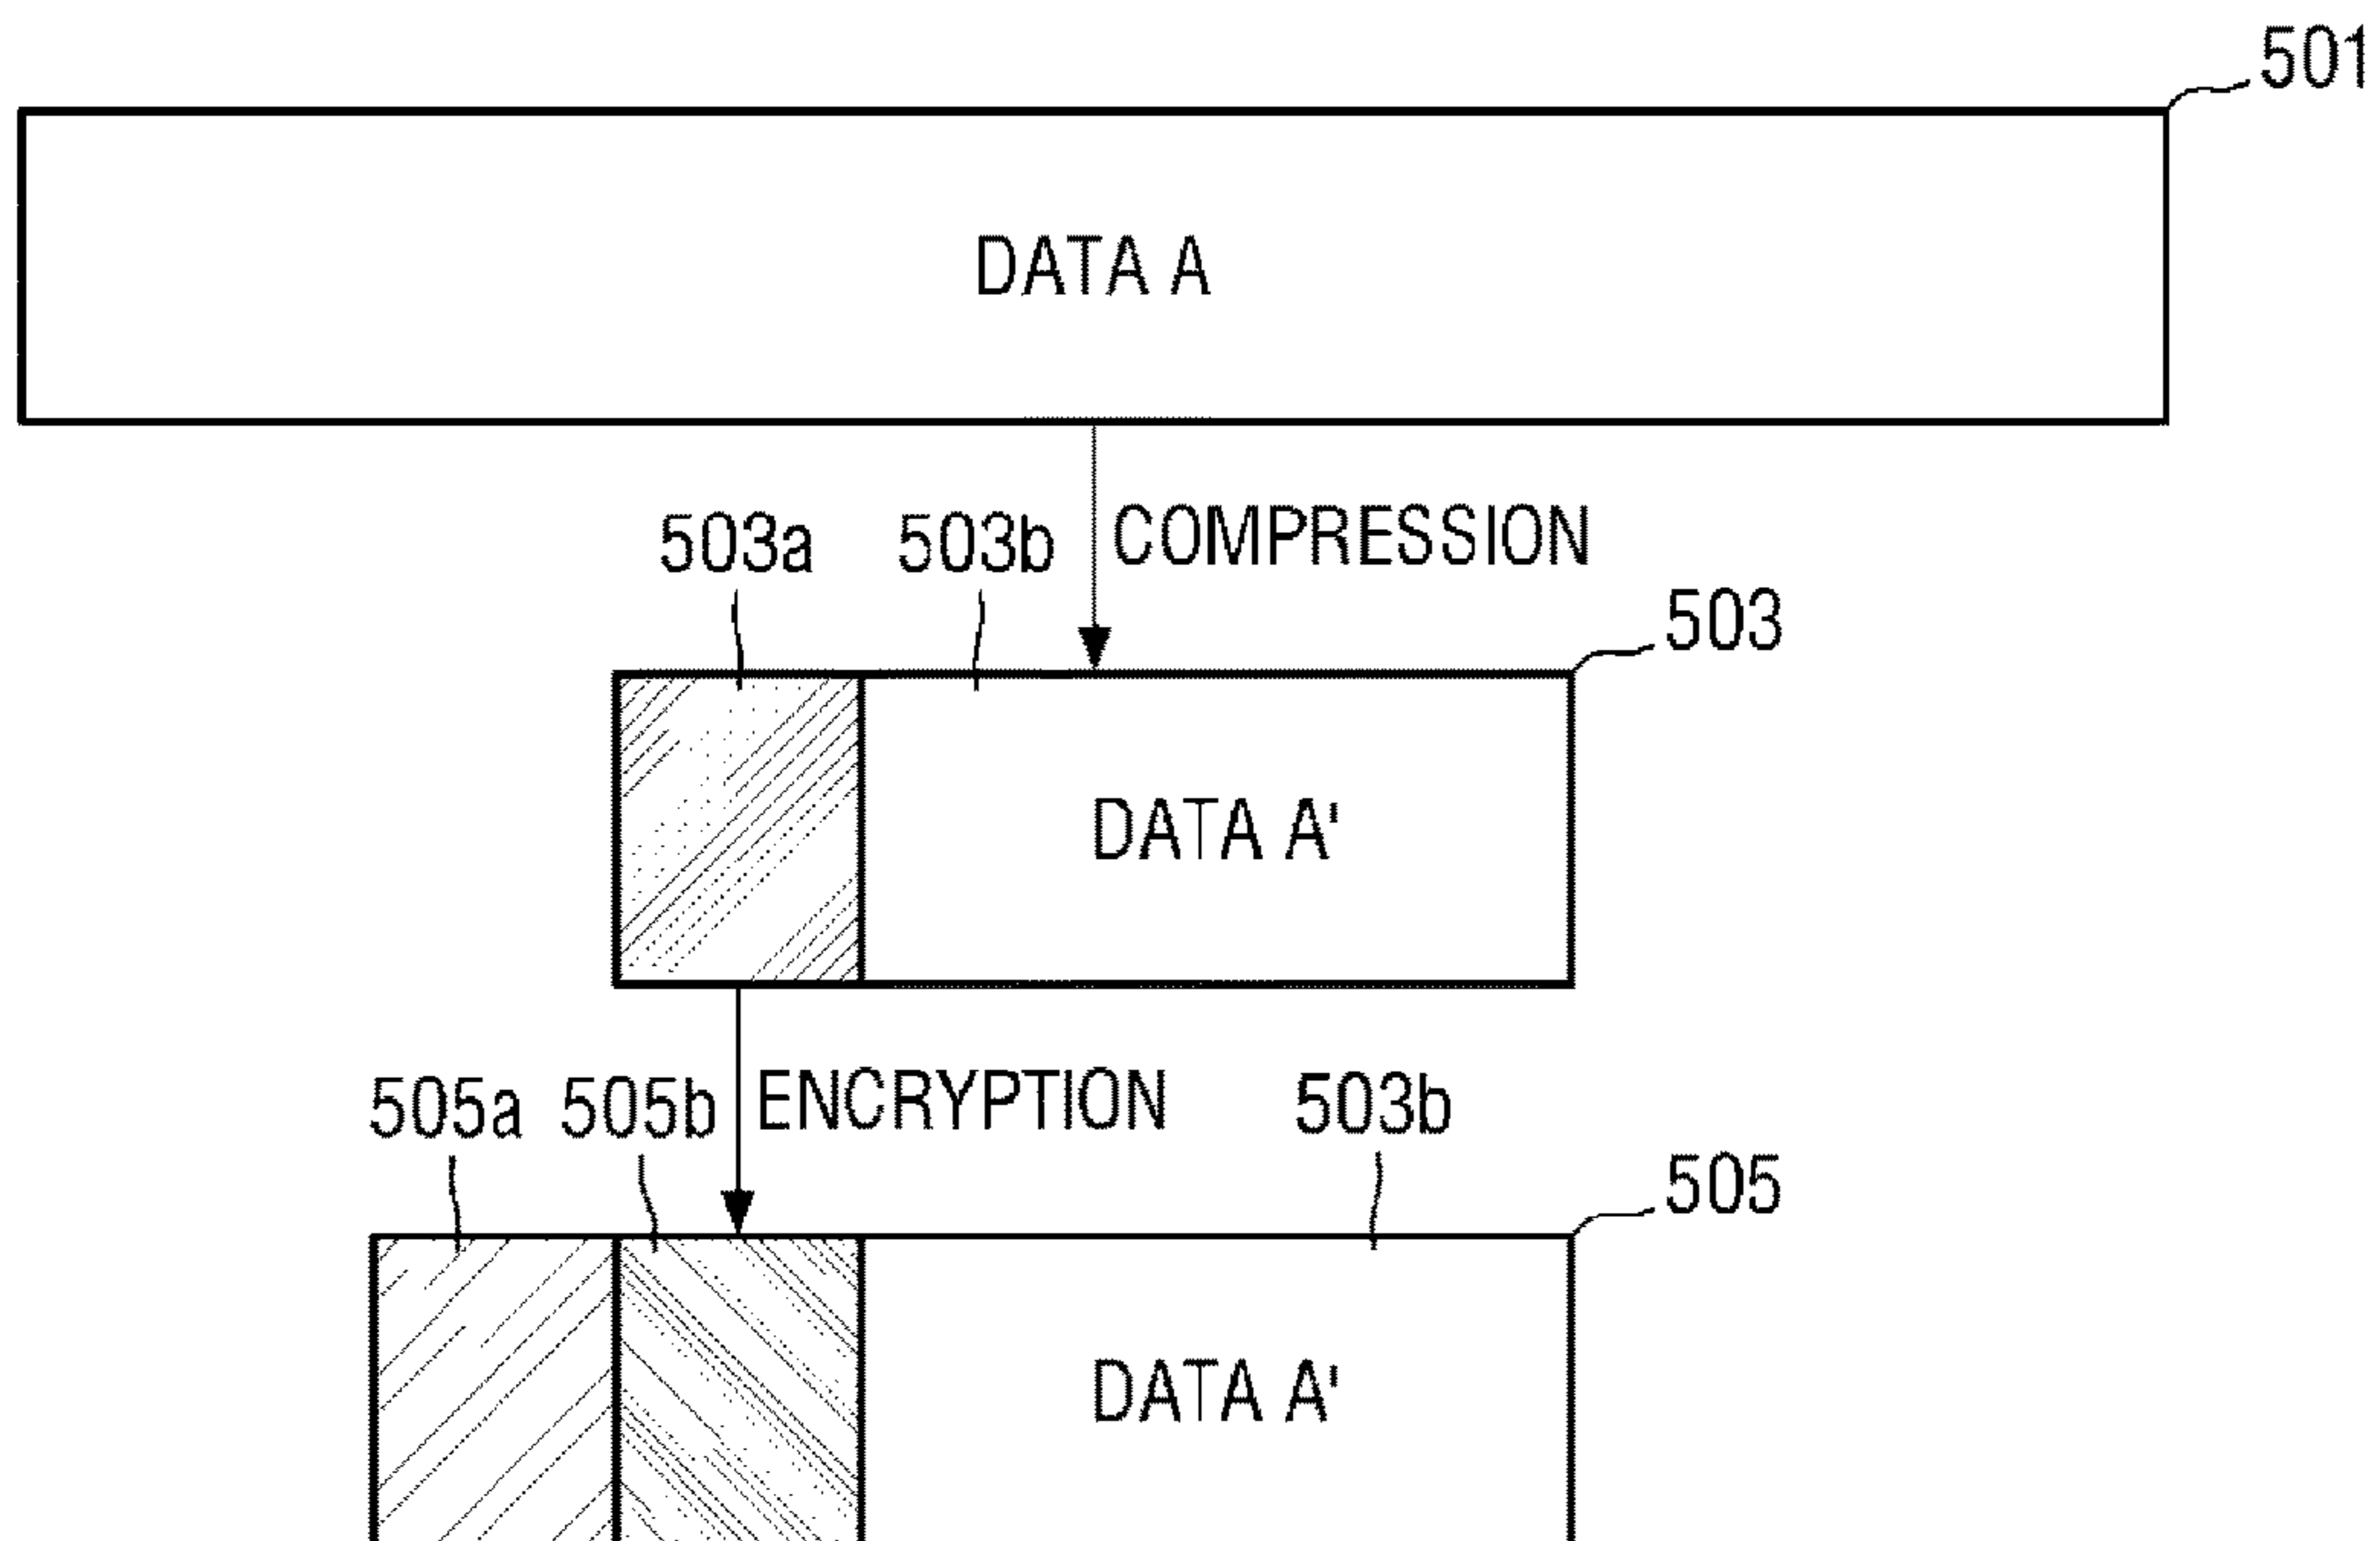 501
DATA A
503a 503b COMPRESSION
503
DATA A'
505a 505b ENCRYPTION 503b
505
DATA A'